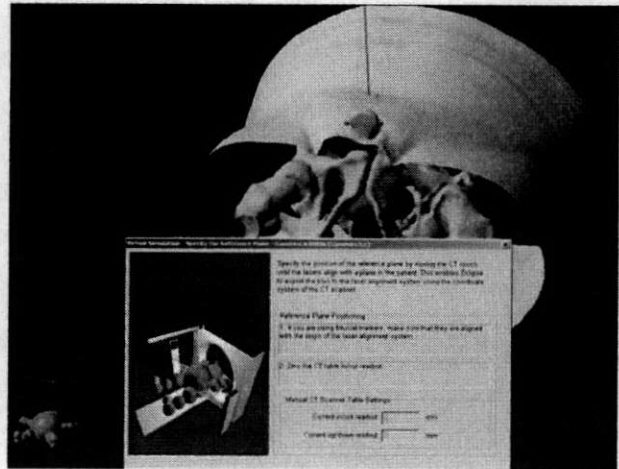 Specify the position of the reference plane by moving the CT couch
until the lasers align with a plane in the patient. This enables Eclipse
to export the plan to the laser alignment system using the coordinate
system of the CT scanner.
Reference Plane Positioning
1. If you are using fiducial markers, make sure that they are aligned
with the origin of the laser alignment system.
2. Zero the CT table in/out readout.
Manual CT Scanner Table Settings
Current in/out readout: mm
Current up/down readout: mm